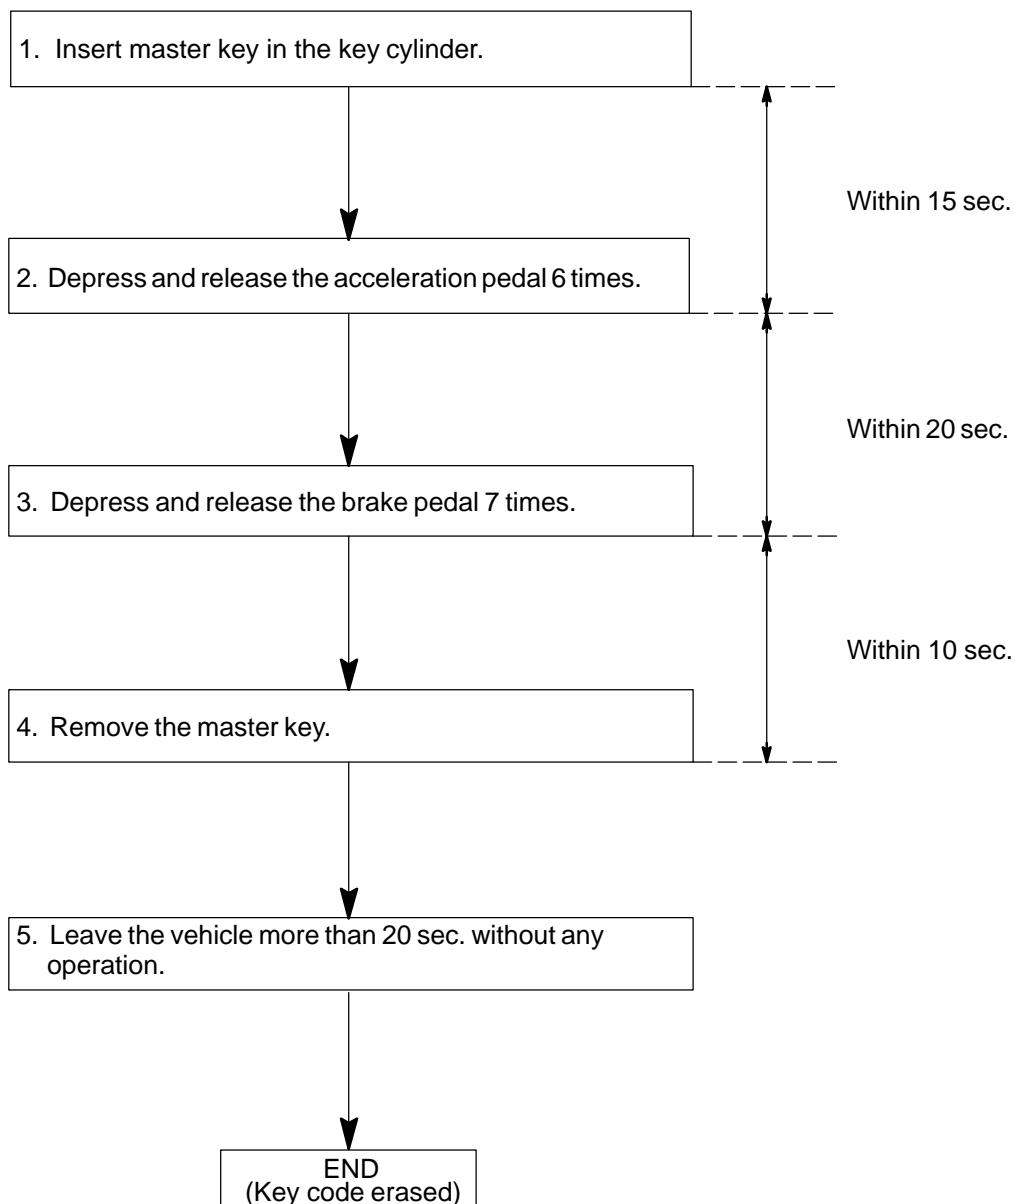 1. Insert master key in the key cylinder.
Within 15 sec.
2. Depress and release the acceleration pedal 6 times.
Within 20 sec.
3. Depress and release the brake pedal 7 times.
Within 10 sec.
4. Remove the master key.
5. Leave the vehicle more than 20 sec. without any
operation.
END
(Key code erased)